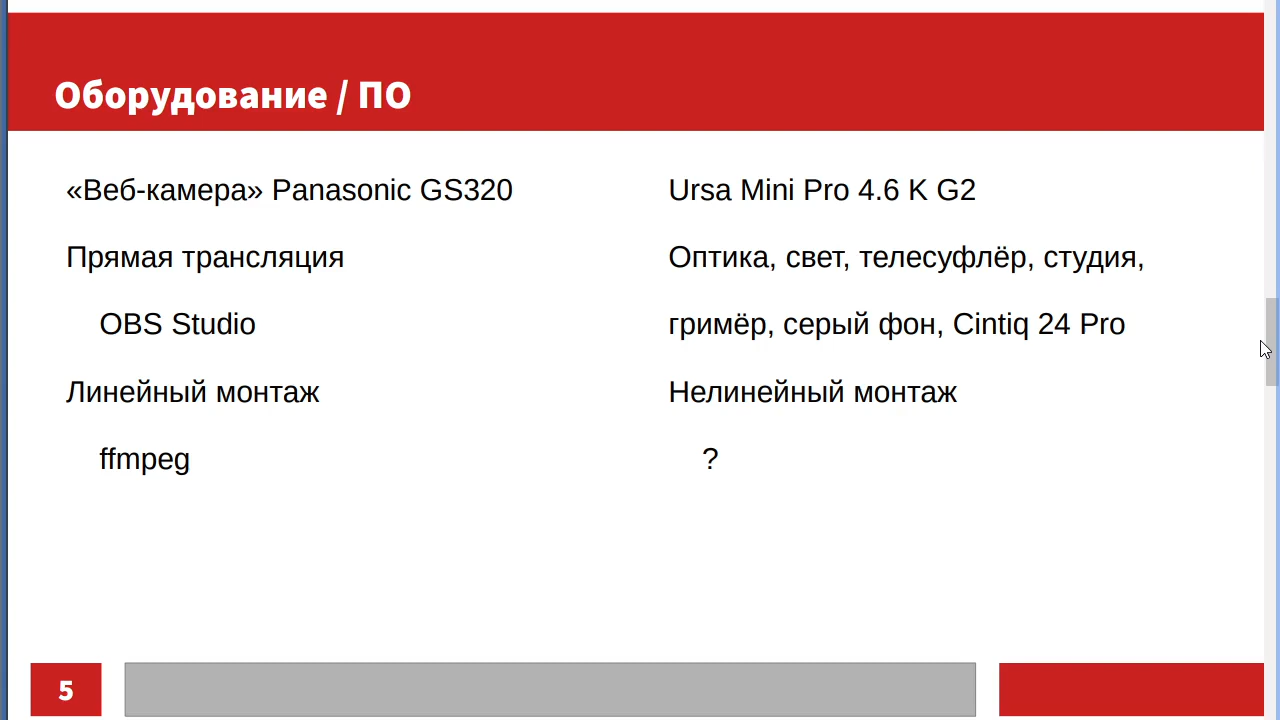 Оборудование / ПО
«Веб-камера» Panasonic GS320
Прямая трансляция
OBS Studio
Линейный монтаж
ffmpeg
Ursa Mini Pro 4.6 K G2
Оптика, свет, телесуфлёр, студия,
гримёр, серый фон, Cintiq 24 Pro
Нелинейный монтаж
?
5